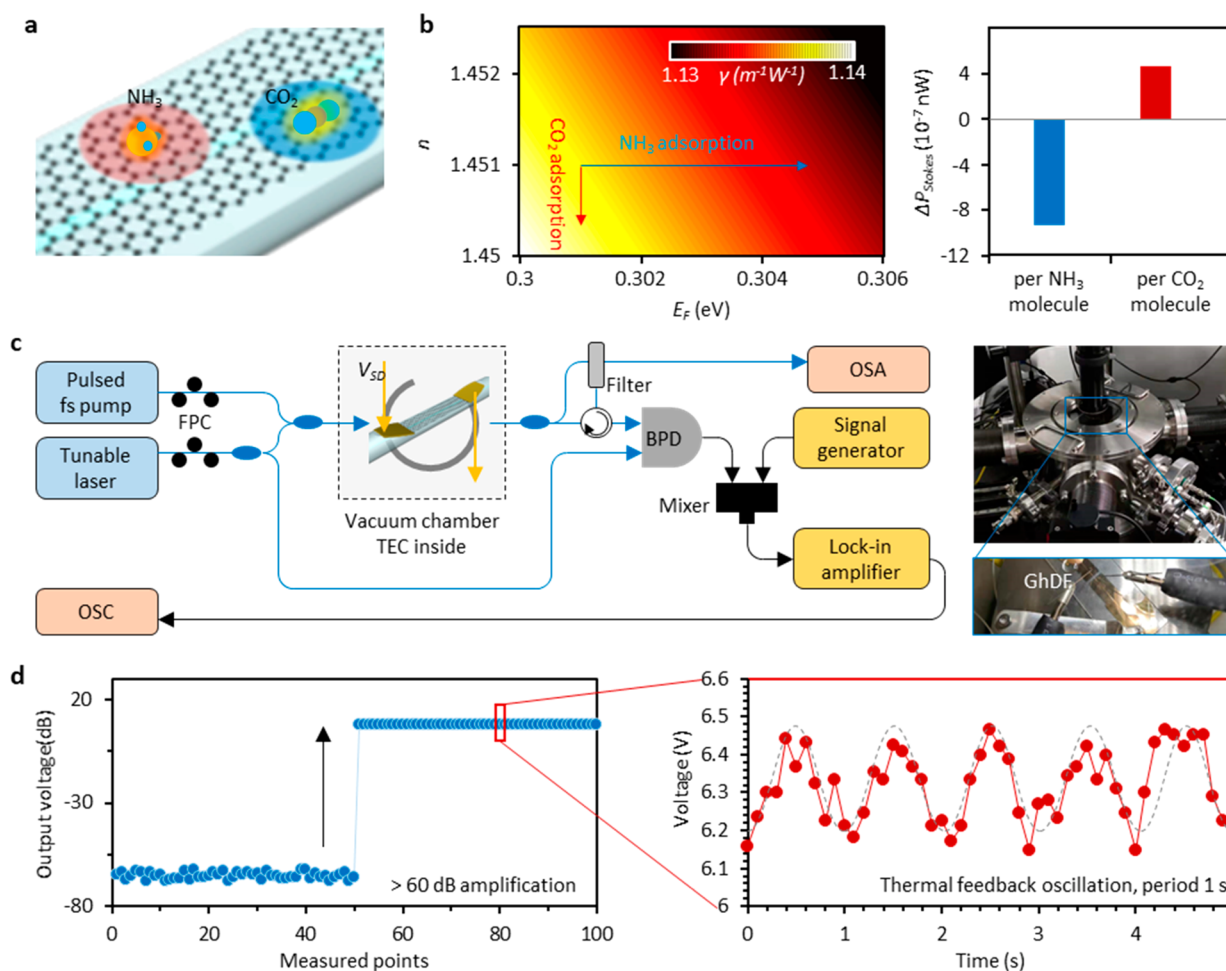 a
NH₃
CO₂
b
n
1.452
1.451
1.45
1.13
γ (m⁻¹W⁻¹)
1.14
CO₂ adsorption
NH₃ adsorption
0.3
0.302
0.304
0.306
E_F (eV)
ΔP_Stokes (10⁻⁷ nW)
4
0
-4
-8
-12
per NH₃
molecule
per CO₂
molecule
c
Pulsed
fs pump
FPC
Tunable
laser
V_SD
Vacuum chamber
TEC inside
Filter
BPD
OSA
Signal
generator
Mixer
Lock-in
amplifier
OSC
GhDF
d
Output voltage(dB)
20
-30
-80
> 60 dB amplification
0
20
40
60
80
100
Measured points
Voltage (V)
6.6
6.5
6.4
6.3
6.2
6.1
6
Thermal feedback oscillation, period 1 s
0
1
2
3
4
Time (s)